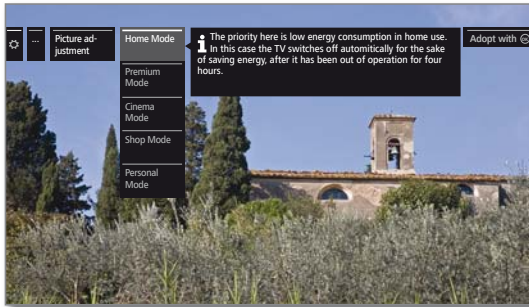 ...
Picture ad-
justment
Home Mode
Premium
Mode
Cinema
Mode
Shop Mode
Personal
Mode
i The priority here is low energy consumption in home use.
In this case the TV switches off automitically for the sake
of saving energy, after it has been out of operation for four
hours.
Adopt with OK